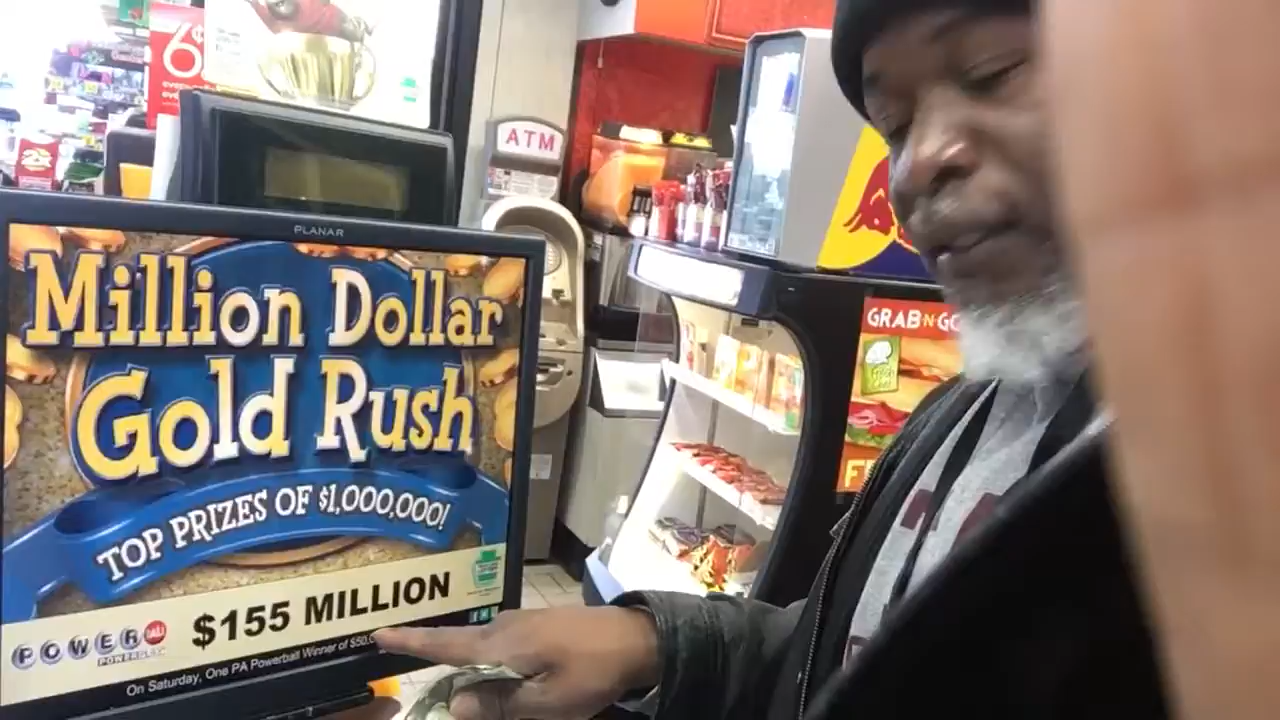 6¢
ATM
PLANAR
Million Dollar
Gold Rush
TOP PRIZES OF $1,000,000!
POWERBALL
$155 MILLION
On Saturday, One PA Powerball Winner of $50,
GRAB-N-GO